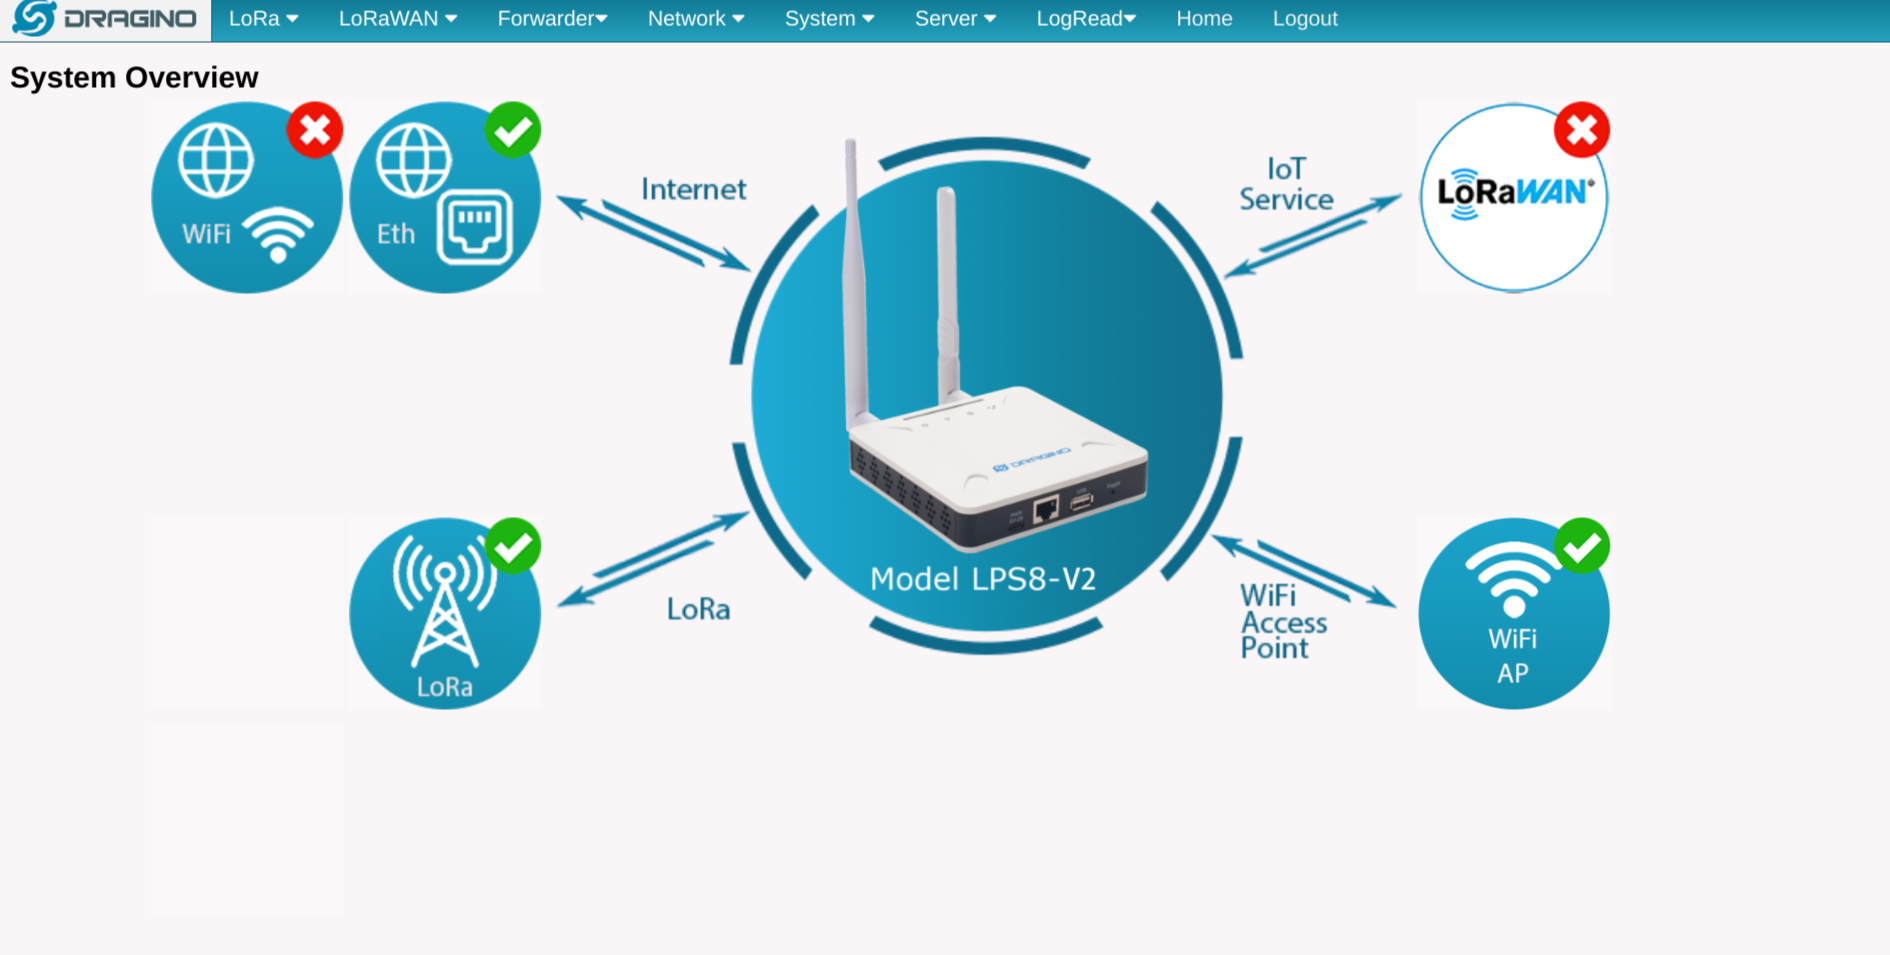 DRAGINO LoRa LoRaWAN Forwarder Network System Server LogRead Home Logout
System Overview
WiFi
Eth
Internet
IoT
Service
LoRaWAN®
DRAGINO
Model LPS8-V2
LoRa
LoRa
WiFi
Access
Point
WiFi
AP